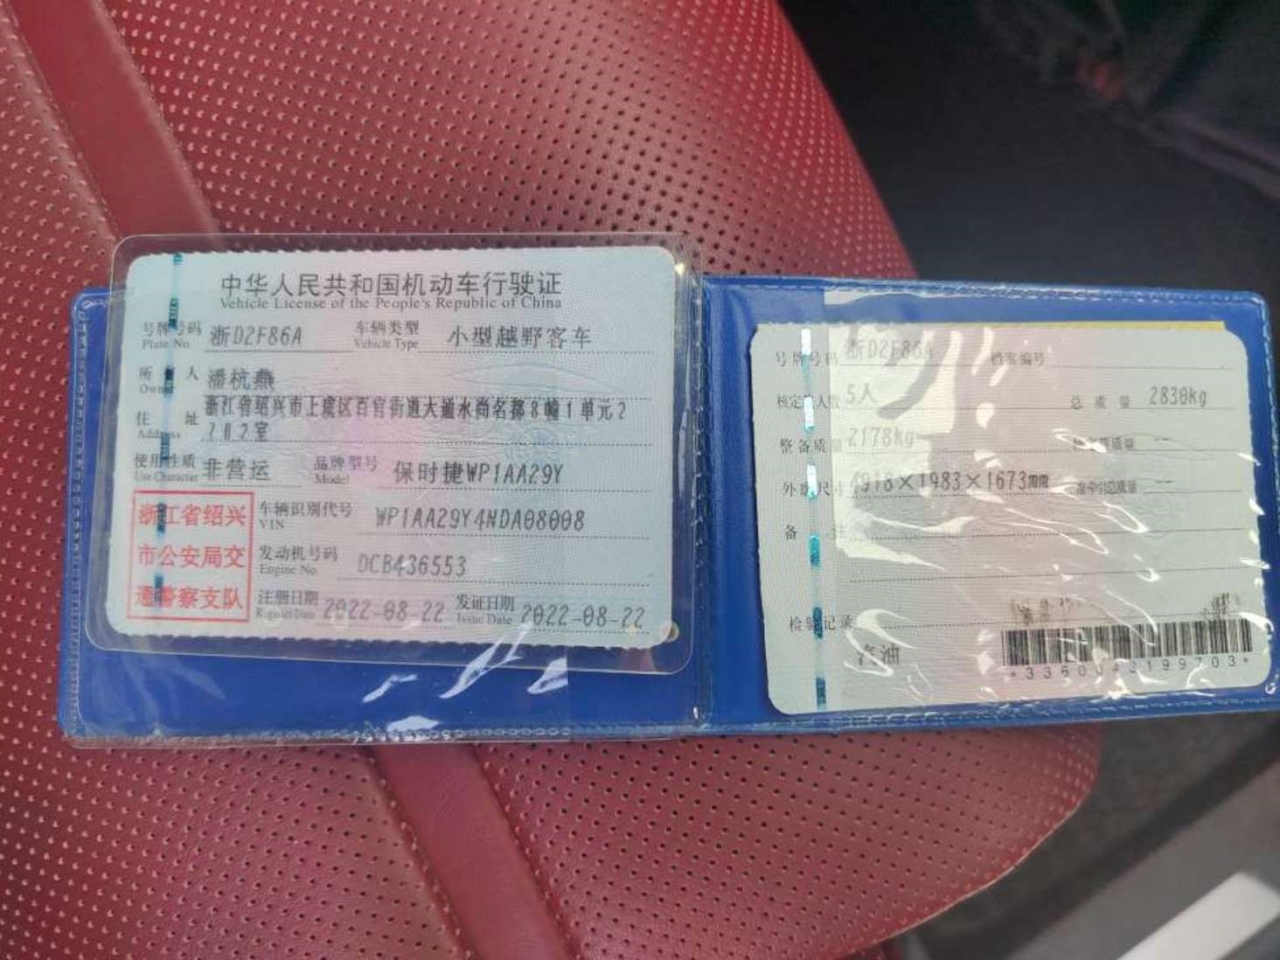 中华人民共和国机动车行驶证
Vehicle License of the People's Republic of China
号牌号码 浙D2F86A 车辆类型 小型越野客车
Plate No. Vehicle Type
所 人 潘杭燕
Owner
住 址 浙江省绍兴市上虞区百官街道大通水尚名都8幢1单元2
Address 702室
使用性质 非营运 品牌型号 保时捷WP1AA29Y
Use Character Model
浙江省绍兴
市公安局交
通警察支队
车辆识别代号 WP1AA29Y4NDA08008
VIN
发动机号码 DCB436553
Engine No.
注册日期 2022-08-22 发证日期 2022-08-22
Register Date Issue Date
号牌号码 浙D2F86A 档案编号
核定 人数 5人 总质量 2830kg
整备质量 2178kg
外 尺寸 4918×1983×1673mm
备 注
检验记录
汽油